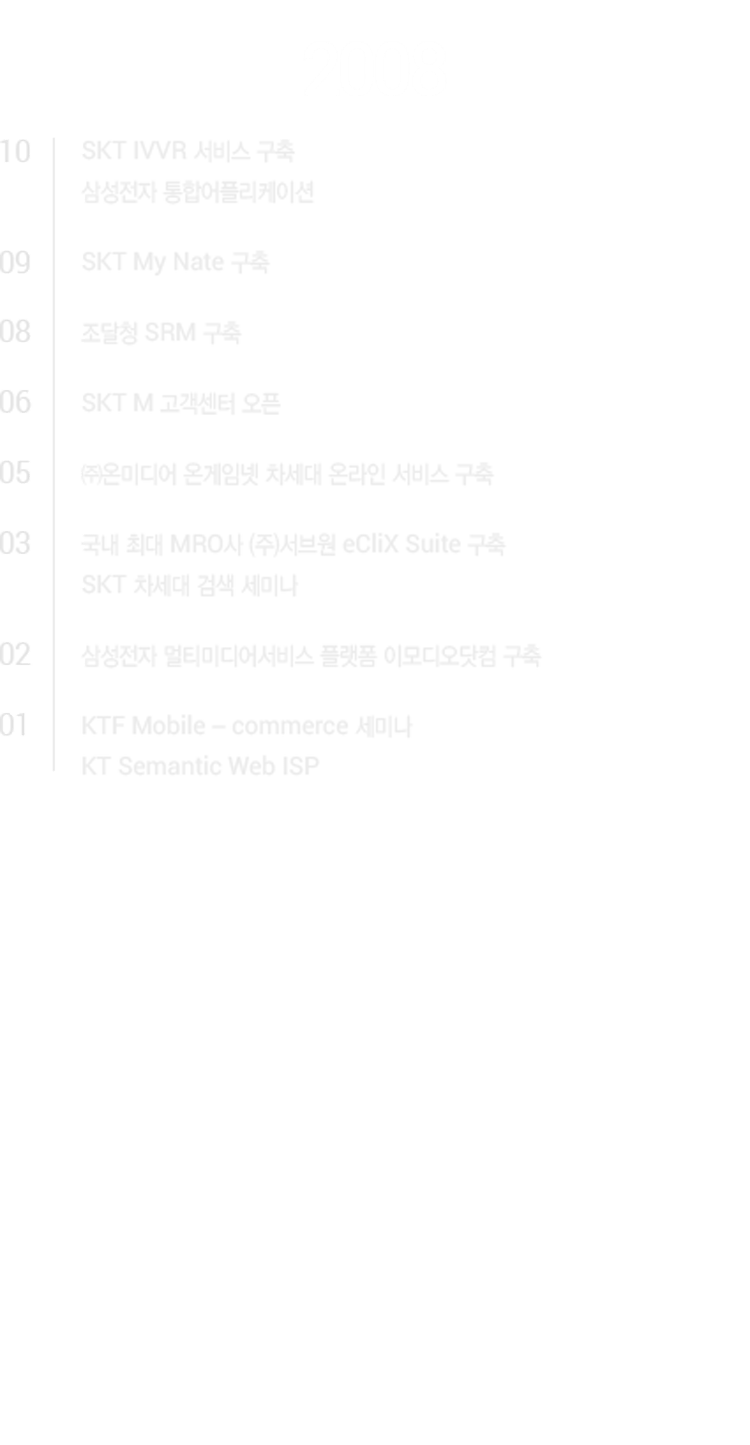 10 SKT IVVR 서비스 구축
삼성전자 통합어플리케이션
09 SKT My Nate 구축
08 조달청 SRM 구축
06 SKT M 고객센터 오픈
05 ㈜온미디어 온게임넷 차세대 온라인 서비스 구축
03 국내 최대 MRO사 (주)서브원 eCliX Suite 구축
SKT 차세대 검색 세미나
02 삼성전자 멀티미디어서비스 플랫폼 이모디오닷컴 구축
01 KTF Mobile – commerce 세미나
KT Semantic Web ISP